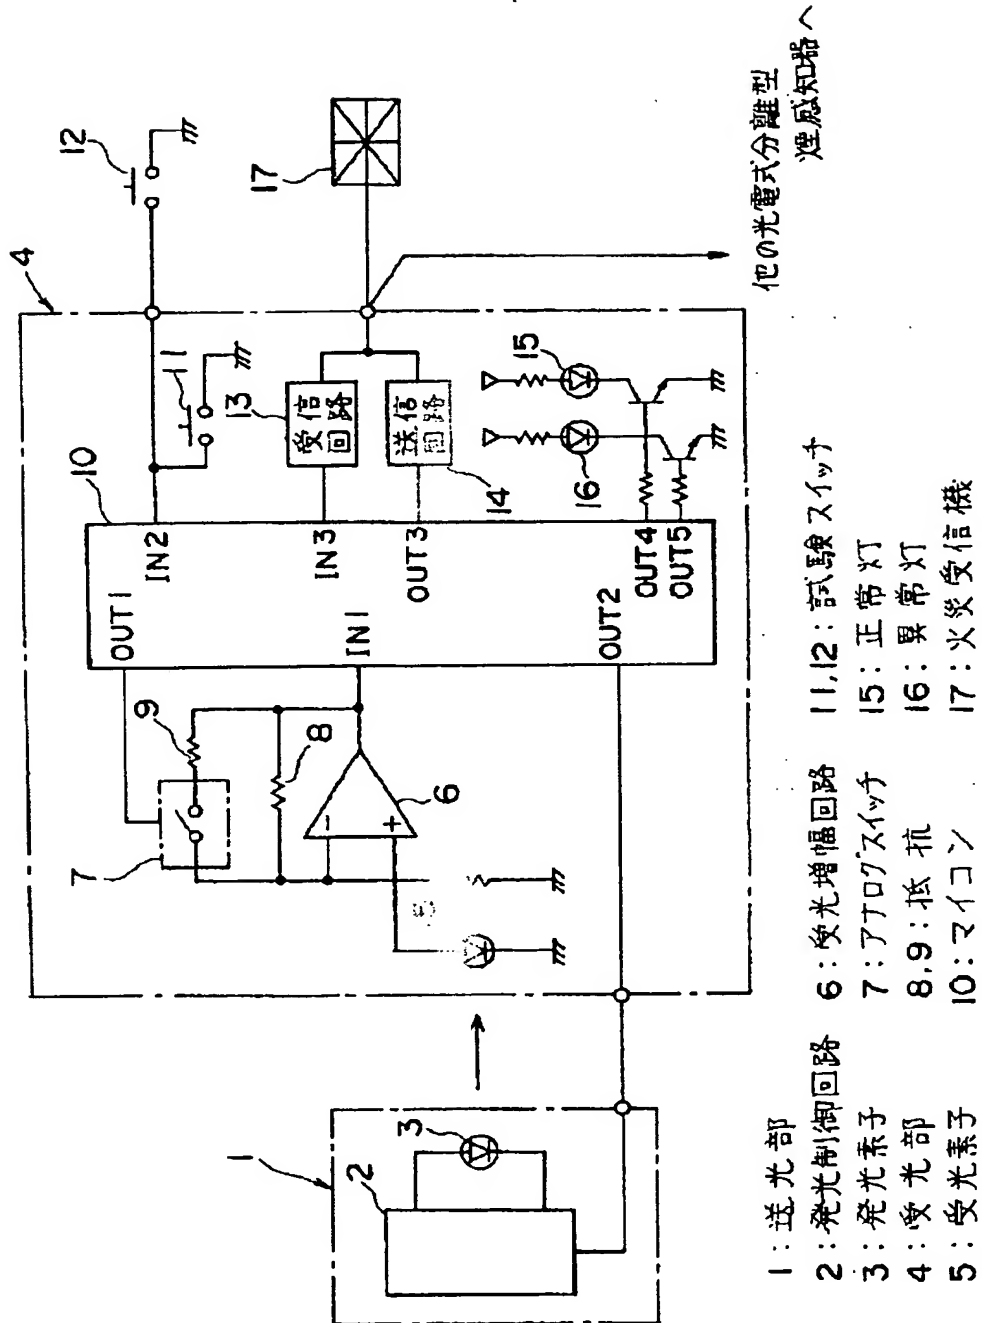 4
12
17
他の光電式分離型
煙感知器へ
10
11
13
受信
回路
送信
回路
14
15
16
OUT1
IN2
IN3
OUT3
OUT4
OUT5
IN1
OUT2
7
9
8
6
−
+
1
2
3
1：送光部
2：発光制御回路
3：発光素子
4：受光部
5：受光素子
6：受光増幅回路
7：アナログスイッチ
8,9：抵抗
10：マイコン
11,12：試験スイッチ
15：正常灯
16：異常灯
17：火災受信機